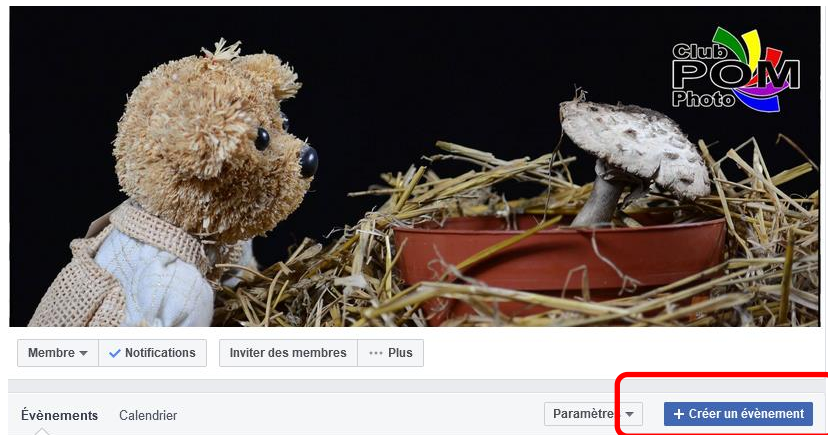 Club
POM
Photo
Membre Notifications Inviter des membres ••• Plus
Évènements Calendrier Paramètres + Créer un évènement